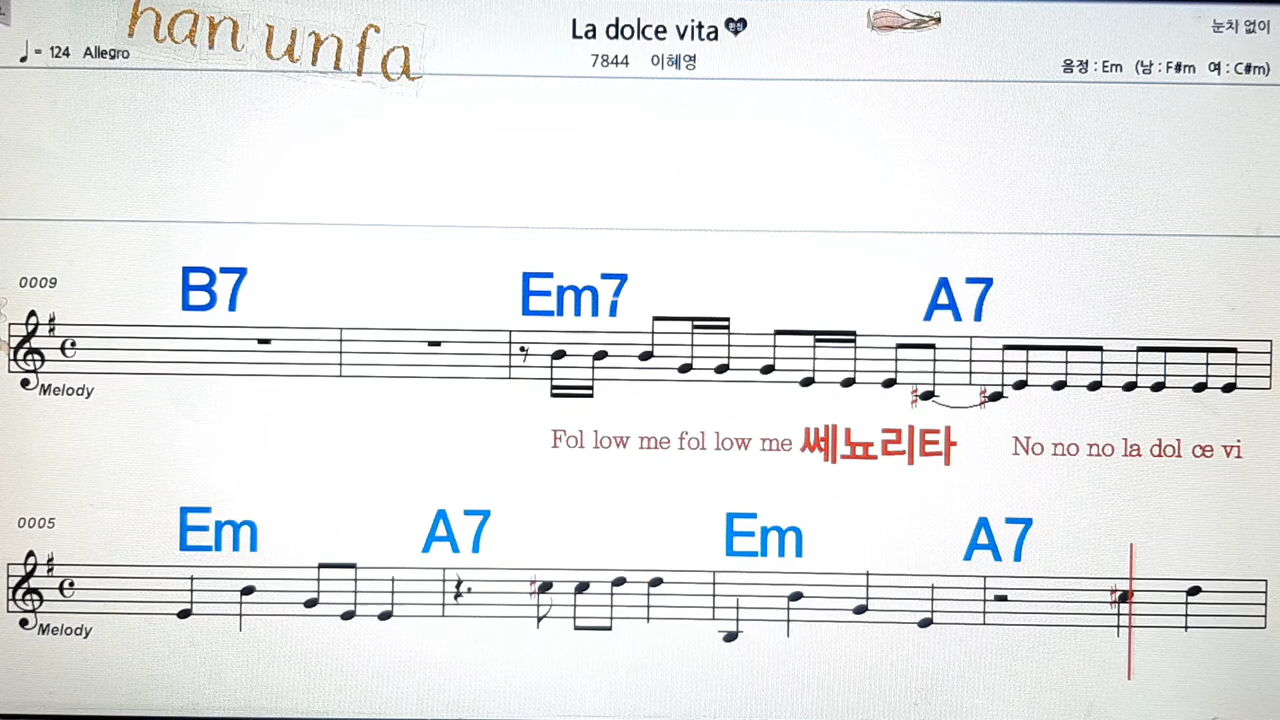 han unfa
La dolce vita
눈치 없이
♩= 124 Allegro
7844 이혜영
음정 : Em (남 : F#m 여 : C#m)
0009
B7 Em7 A7
Melody
Fol low me fol low me 쎄뇨리타 No no no la dol ce vi
0005
Em A7 Em A7
Melody